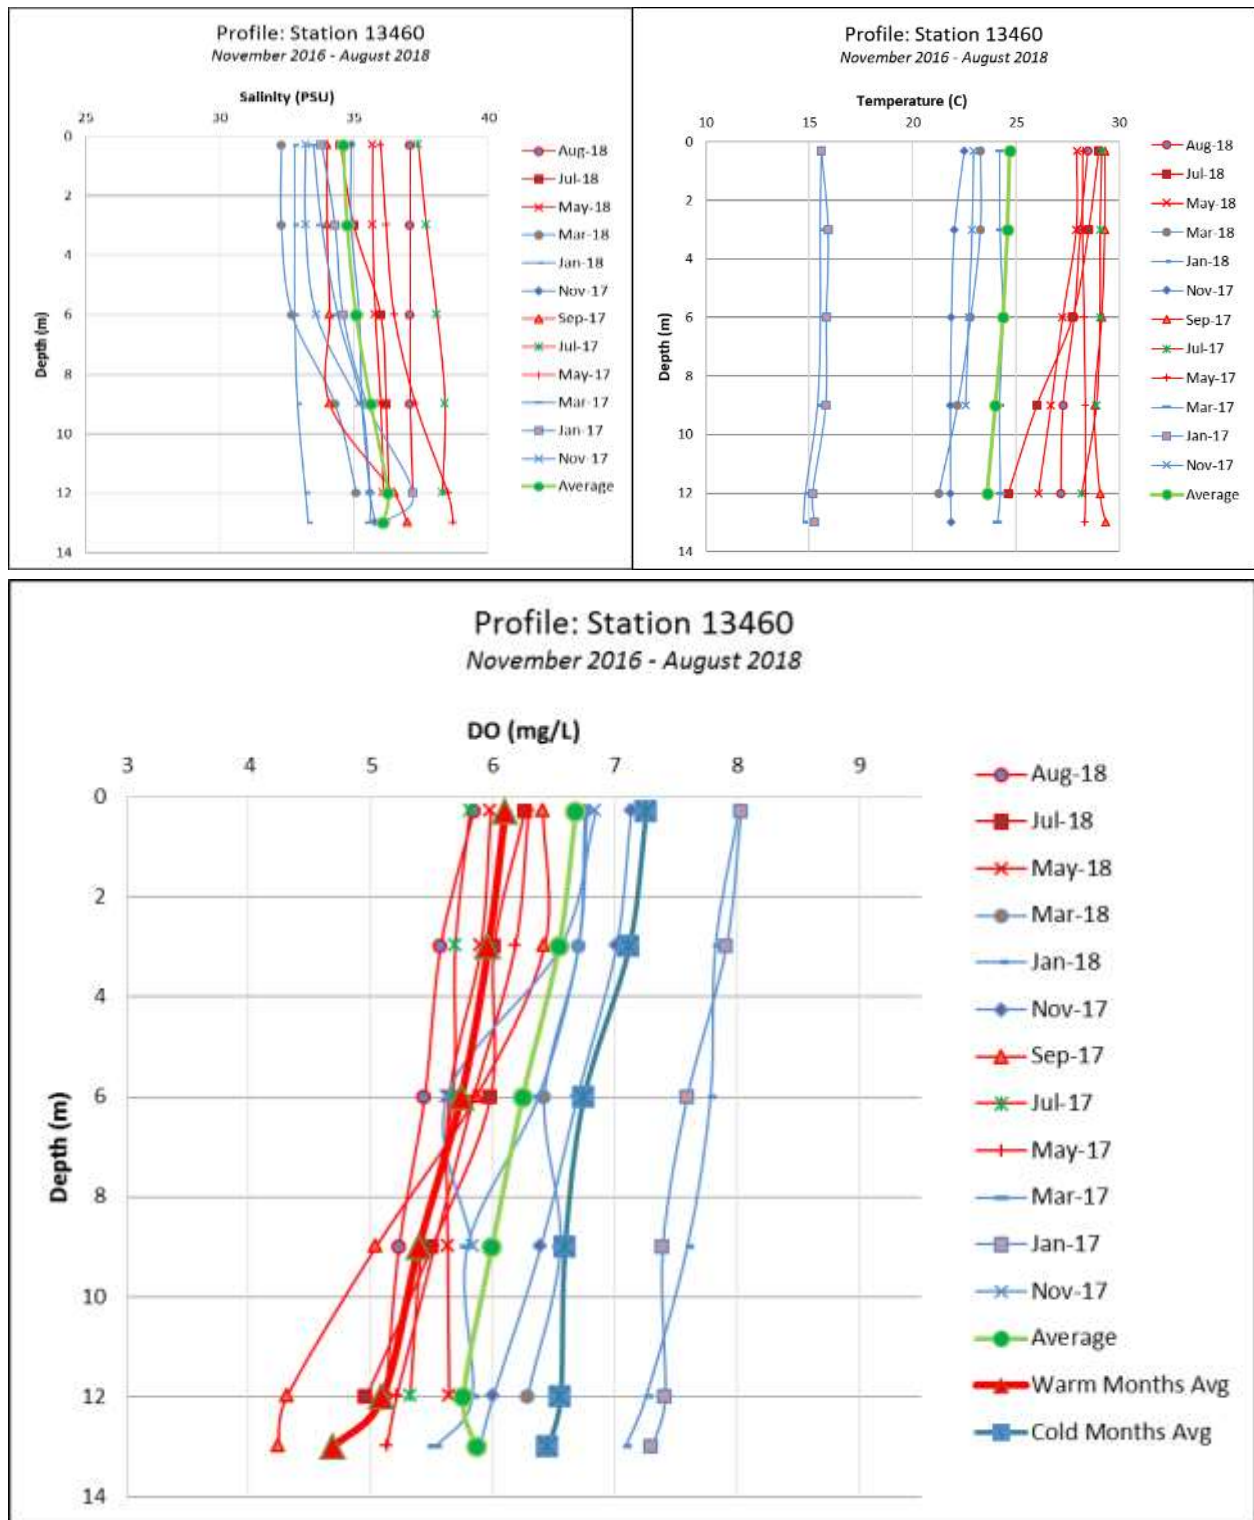 Profile: Station 13460
November 2016 - August 2018
Salinity (PSU)
25 30 35 40
0
2
4
6
8
10
12
14
Depth (m)
Aug-18
Jul-18
May-18
Mar-18
Jan-18
Nov-17
Sep-17
Jul-17
May-17
Mar-17
Jan-17
Nov-17
Average
Profile: Station 13460
November 2016 - August 2018
Temperature (C)
10 15 20 25 30
0
2
4
6
8
10
12
14
Depth (m)
Aug-18
Jul-18
May-18
Mar-18
Jan-18
Nov-17
Sep-17
Jul-17
May-17
Mar-17
Jan-17
Nov-17
Average
Profile: Station 13460
November 2016 - August 2018
DO (mg/L)
3 4 5 6 7 8 9
0
2
4
6
8
10
12
14
Depth (m)
Aug-18
Jul-18
May-18
Mar-18
Jan-18
Nov-17
Sep-17
Jul-17
May-17
Mar-17
Jan-17
Nov-17
Average
Warm Months Avg
Cold Months Avg